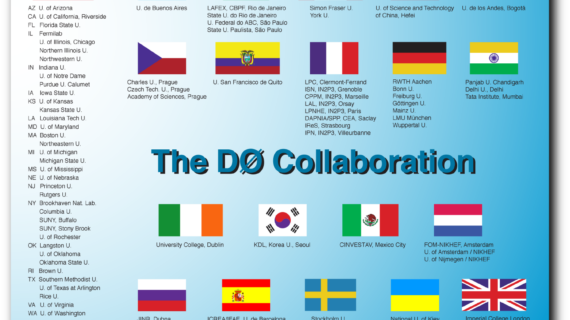 AZ U. of Arizona
CA U. of California, Riverside
FL Florida State U.
IL Fermilab
U. of Illinois, Chicago
Northern Illinois U.
Northwestern U.
IN Indiana U.
U. of Notre Dame
Purdue U. Calumet
IA Iowa State U.
KS U. of Kansas
Kansas State U.
LA Louisiana Tech U.
MD U. of Maryland
MA Boston U.
Northeastern U.
MI U. of Michigan
Michigan State U.
MS U. of Mississippi
NE U. of Nebraska
NJ Princeton U.
Rutgers U.
NY Brookhaven Nat. Lab.
Columbia U.
SUNY, Buffalo
SUNY, Stony Brook
U. of Rochester
OK Langston U.
U. of Oklahoma
Oklahoma State U.
RI Brown U.
TX Southern Methodist U.
U. of Texas at Arlington
Rice U.
VA U. of Virginia
WA U. of Washington
U. de Buenos Aires
LAFEX, CBPF, Rio de Janeiro
State U. do Rio de Janeiro
U. Federal do ABC, São Paulo
State U. Paulista, São Paulo
Simon Fraser U.
York U.
U. of Science and Technology
of China, Hefei
U. de los Andes, Bogotá
Charles U., Prague
Czech Tech. U., Prague
Academy of Sciences, Prague
U. San Francisco de Quito
LPC, Clermont-Ferrand
ISN, IN2P3, Grenoble
CPPM, IN2P3, Marseille
LAL, IN2P3, Orsay
LPNHE, IN2P3, Paris
DAPNIA/SPP, CEA, Saclay
IReS, Strasbourg
IPN, IN2P3, Villeurbanne
RWTH Aachen
Bonn U.
Freiburg U.
Göttingen U.
Mainz U.
LMU München
Wuppertal U.
Panjab U. Chandigarh
Delhi U., Delhi
Tata Institute, Mumbai
The DØ Collaboration
University College, Dublin
KDL, Korea U., Seoul
CINVESTAV, Mexico City
FOM-NIKHEF, Amsterdam
U. of Amsterdam / NIKHEF
U. of Nijmegen / NIKHEF
JINR, Dubna
ICREA/IFAE, U. de Barcelona
Stockholm U.
National U. of Kiev
Imperial College London